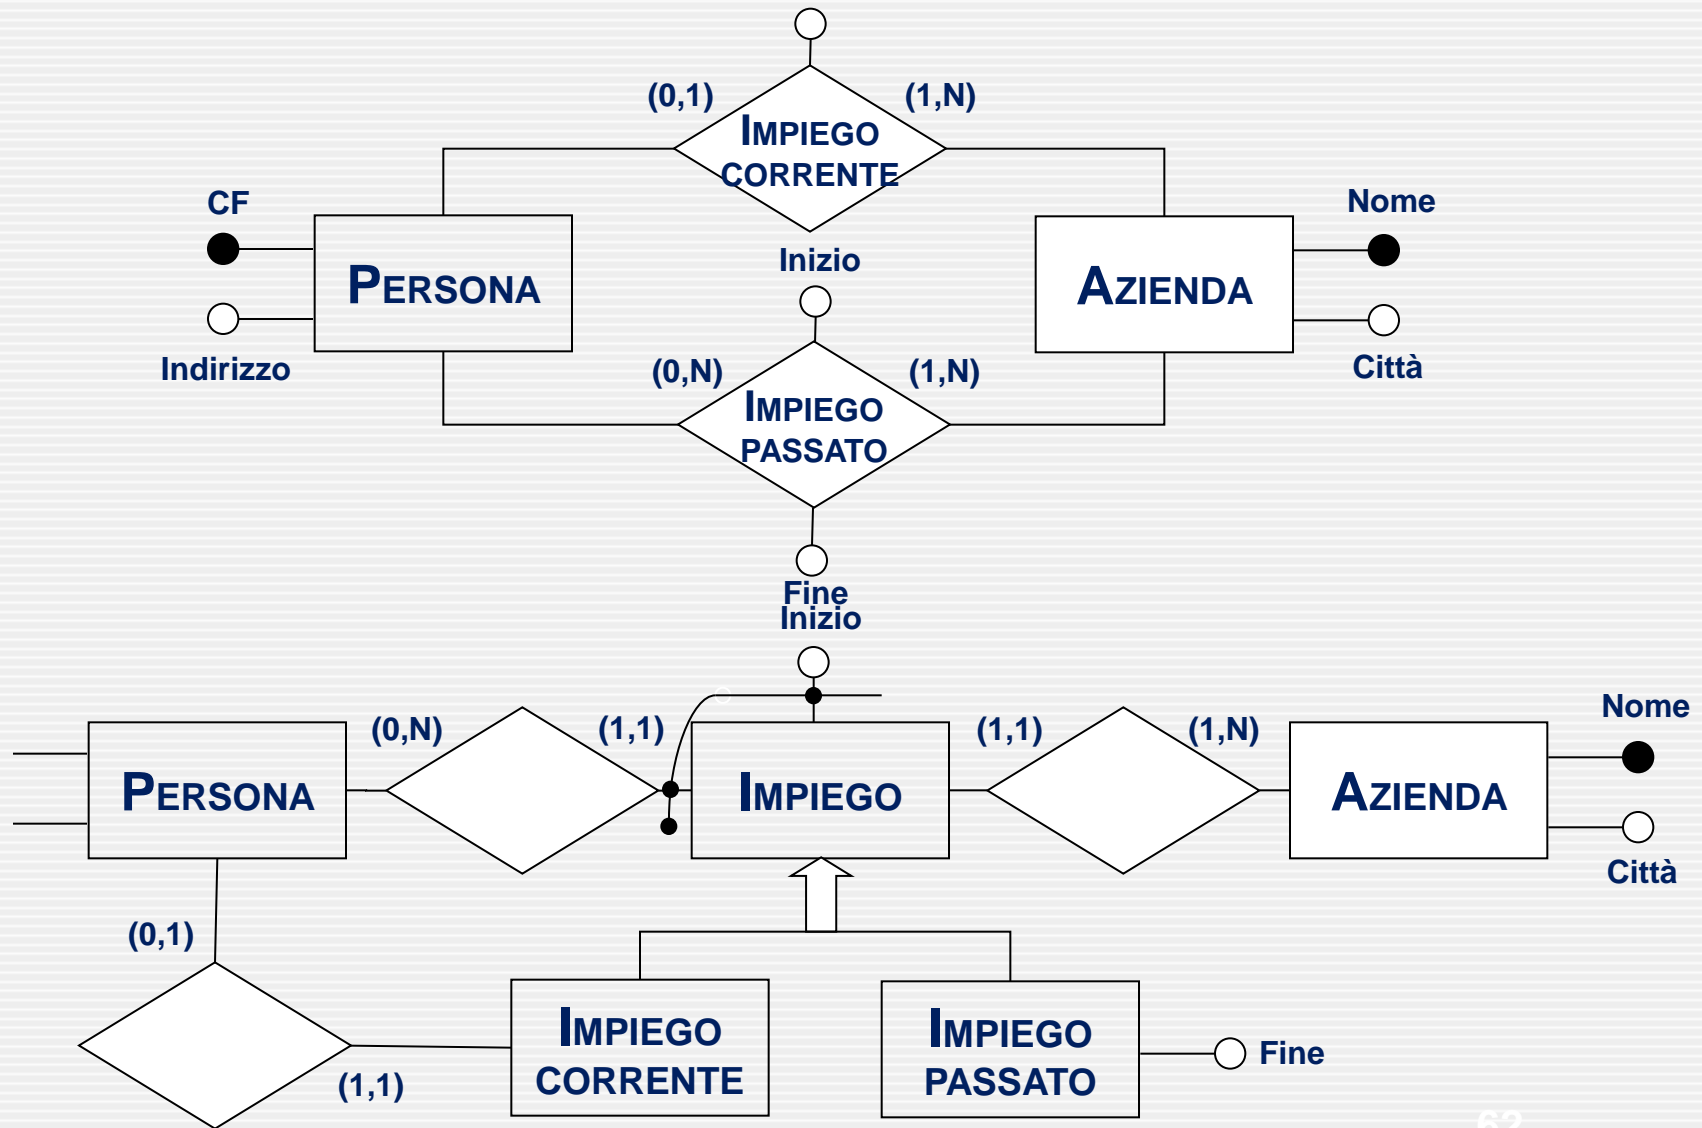 (0,1)
(1,N)
IMPIEGO
CORRENTE
CF
Nome
PERSONA
Inizio
AZIENDA
Indirizzo
(0,N)
(1,N)
Città
IMPIEGO
PASSATO
Fine
Inizio
Nome
(0,N)
(1,1)
(1,1)
(1,N)
PERSONA
IMPIEGO
AZIENDA
Città
(0,1)
IMPIEGO
CORRENTE
IMPIEGO
PASSATO
Fine
(1,1)
62